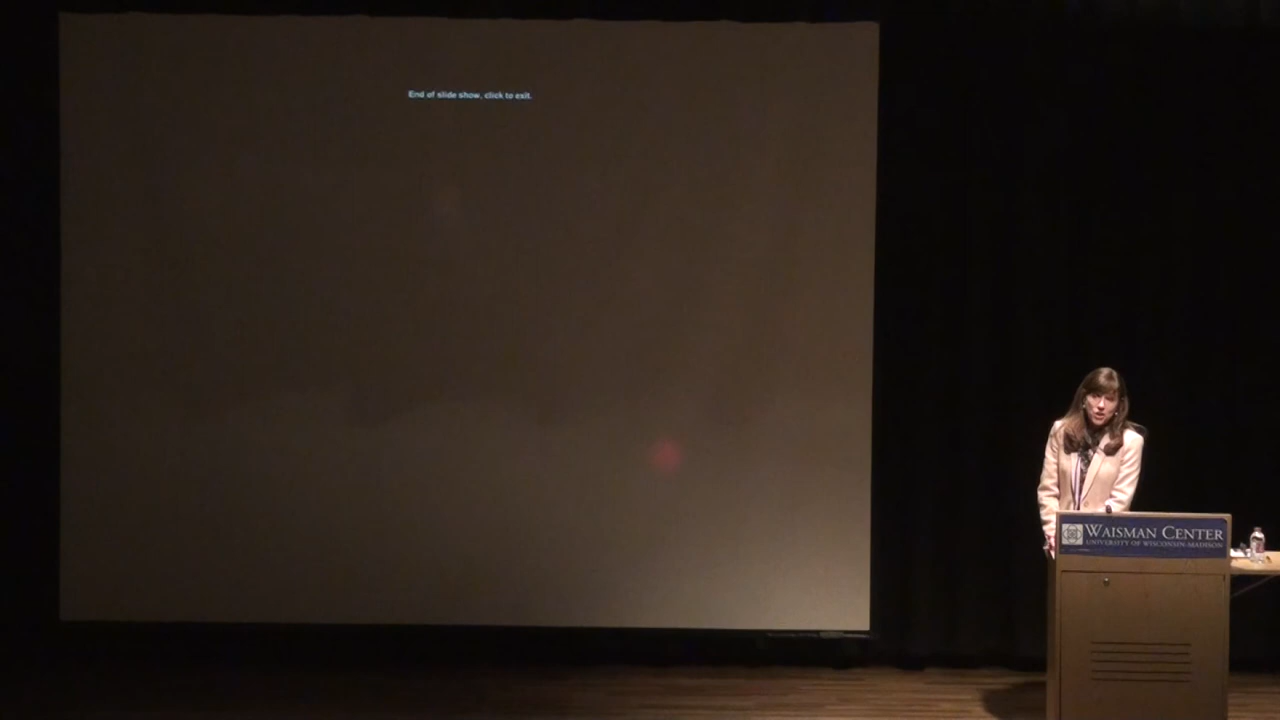 End of slide show, click to exit.
WAISMAN CENTER
UNIVERSITY OF WISCONSIN-MADISON